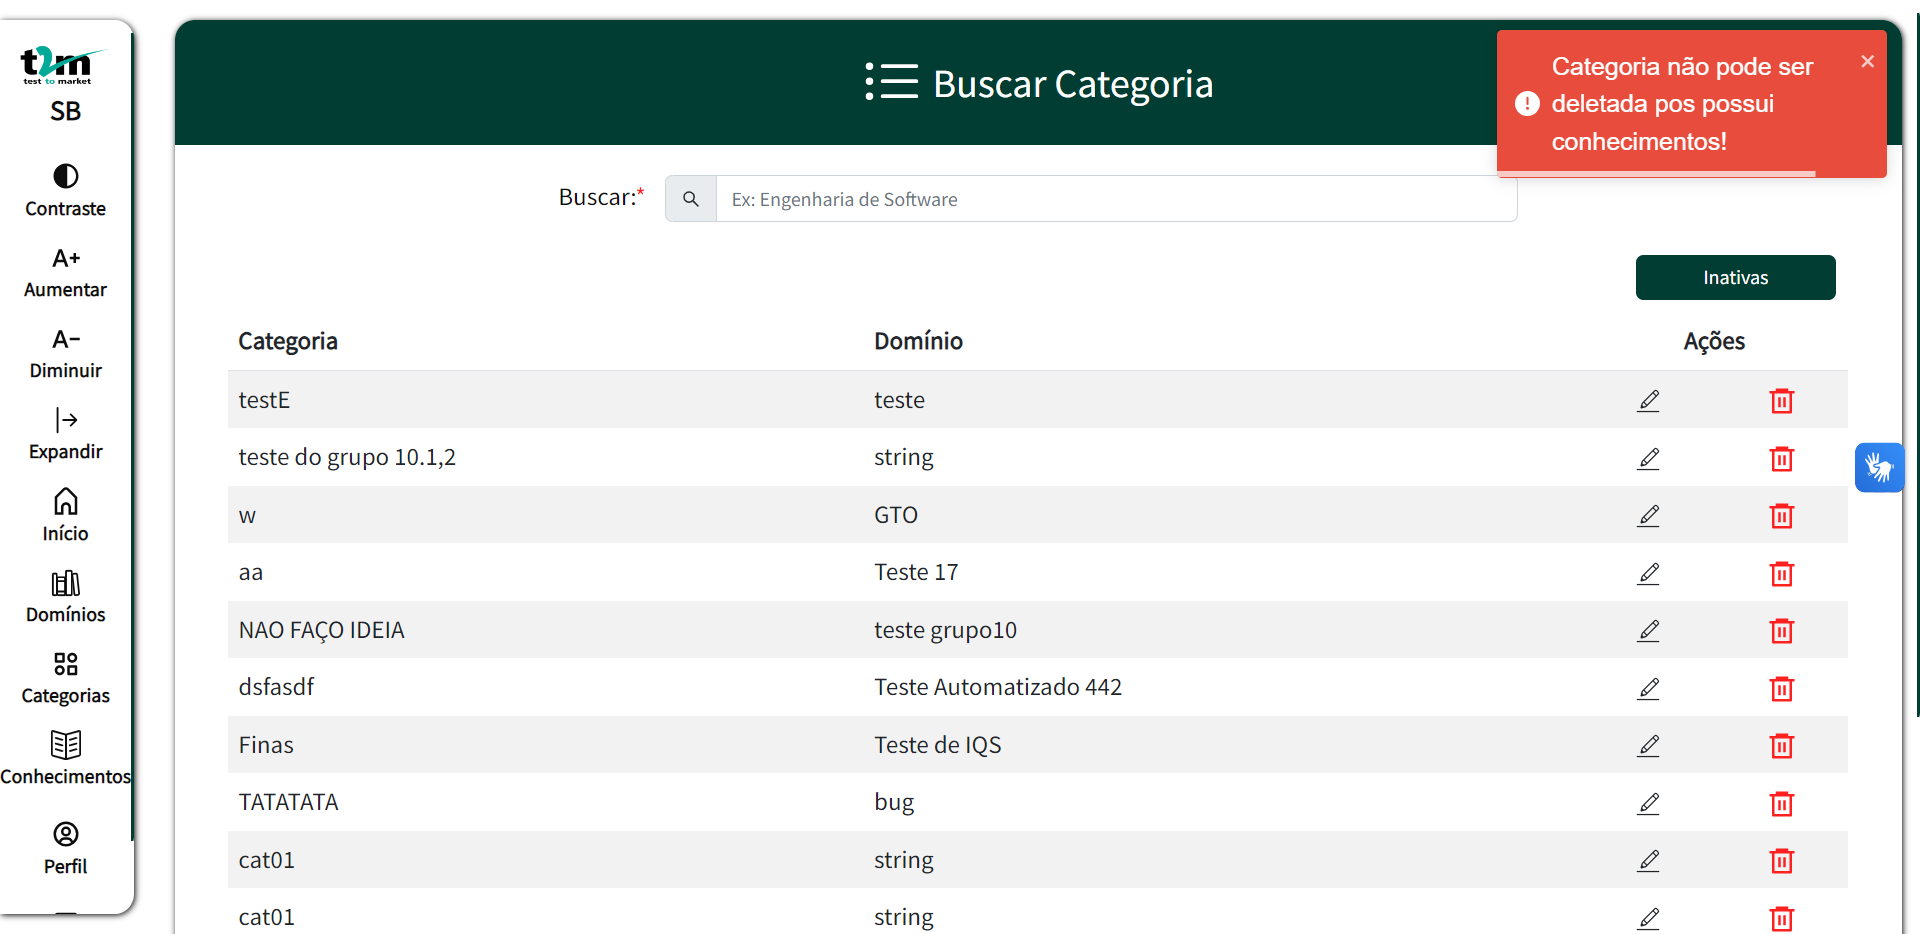 t2m
test to market
SB
Contraste
A+
Aumentar
A-
Diminuir
Expandir
Início
Domínios
Categorias
Conhecimentos
Perfil
Buscar Categoria
Categoria não pode ser
deletada pos possui
conhecimentos!
Buscar:*
Ex: Engenharia de Software
Inativas
Categoria Domínio Ações
testE teste
teste do grupo 10.1,2 string
w GTO
aa Teste 17
NAO FAÇO IDEIA teste grupo10
dsfasdf Teste Automatizado 442
Finas Teste de IQS
TATATATA bug
cat01 string
cat01 string